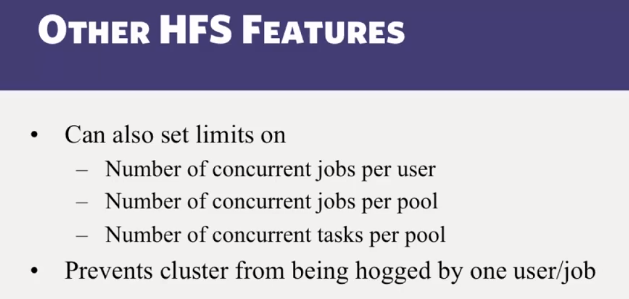 OTHER HFS FEATURES
• Can also set limits on
– Number of concurrent jobs per user
– Number of concurrent jobs per pool
– Number of concurrent tasks per pool
• Prevents cluster from being hogged by one user/job